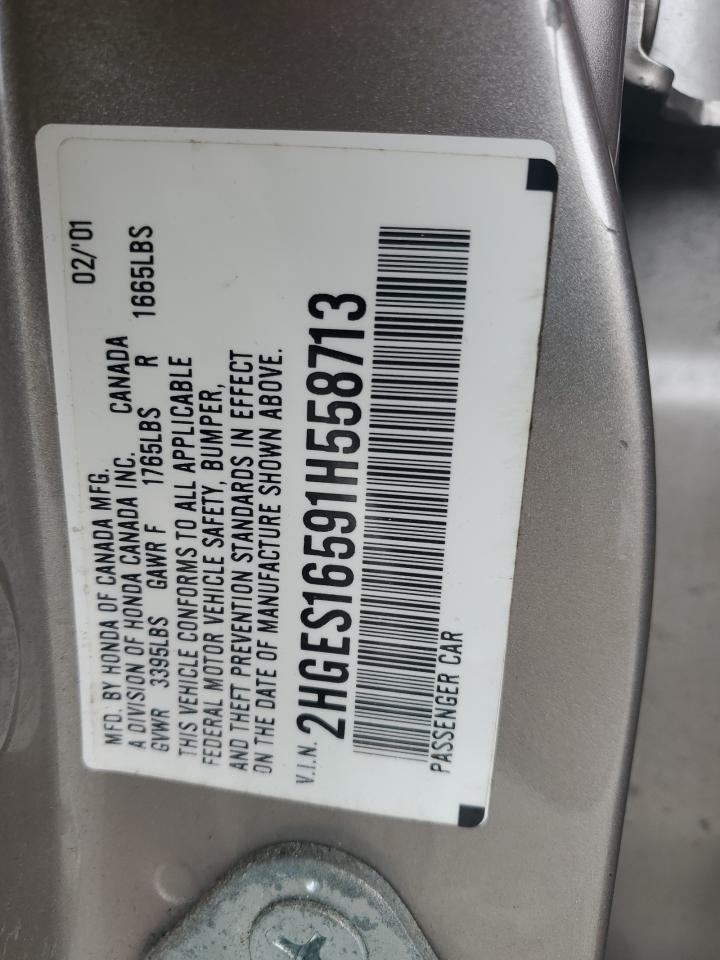 MFD. BY HONDA OF CANADA MFG. 02/'01
A DIVISION OF HONDA CANADA INC. CANADA
GVWR 3395LBS GAWR F 1765LBS R 1665LBS
THIS VEHICLE CONFORMS TO ALL APPLICABLE
FEDERAL MOTOR VEHICLE SAFETY, BUMPER,
AND THEFT PREVENTION STANDARDS IN EFFECT
ON THE DATE OF MANUFACTURE SHOWN ABOVE.
V.I.N. 2HGES16591H558713
PASSENGER CAR